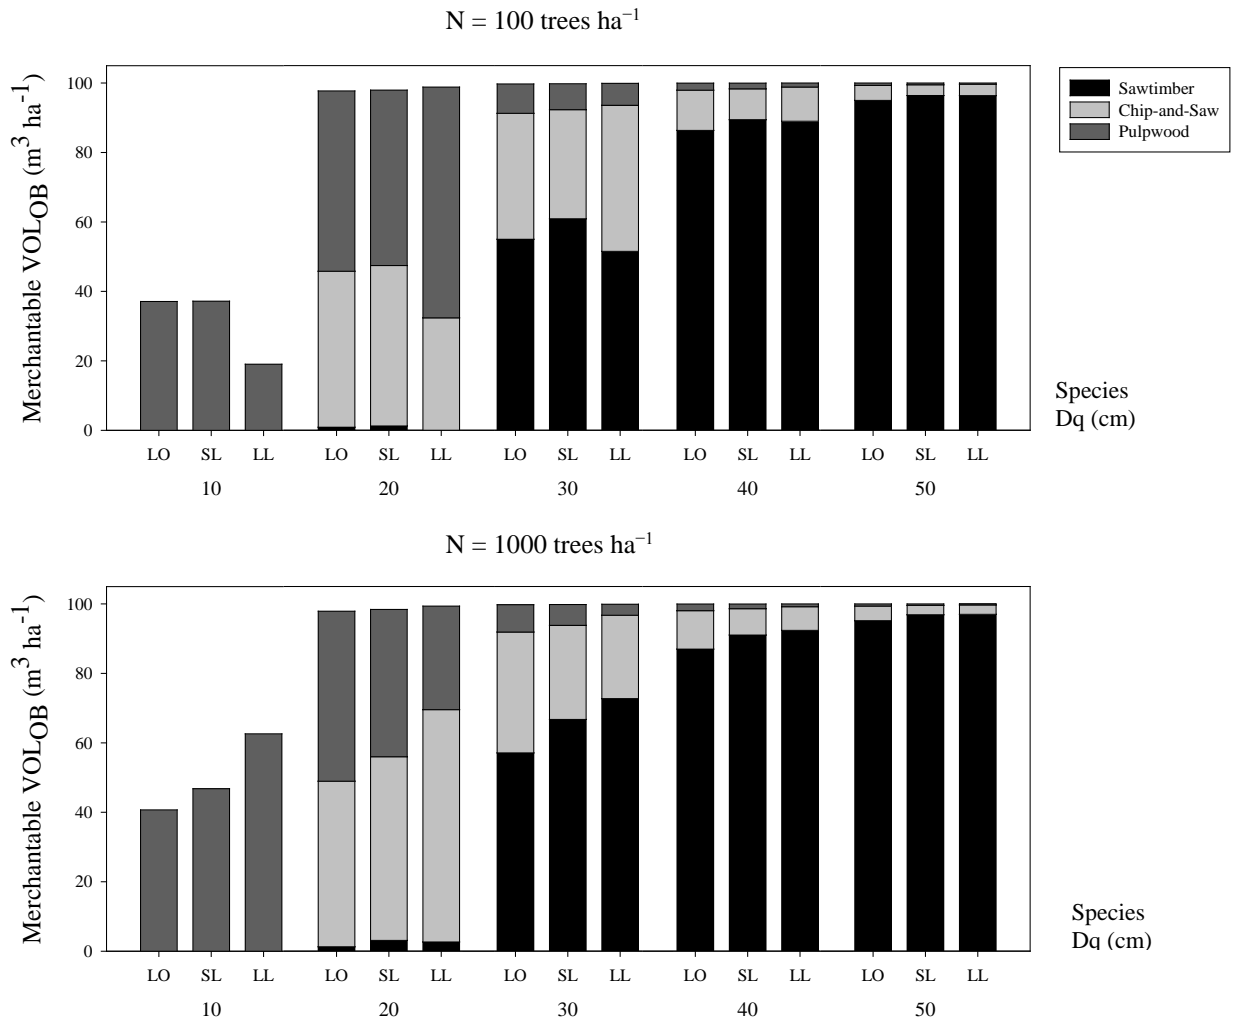 N = 100 trees ha⁻¹
Merchantable VOL_OB (m³ ha⁻¹)
100
80
60
40
20
0
Sawtimber
Chip-and-Saw
Pulpwood
LO SL LL LO SL LL LO SL LL LO SL LL LO SL LL
10 20 30 40 50
Species
Dq (cm)
N = 1000 trees ha⁻¹
Merchantable VOL_OB (m³ ha⁻¹)
100
80
60
40
20
0
LO SL LL LO SL LL LO SL LL LO SL LL LO SL LL
10 20 30 40 50
Species
Dq (cm)